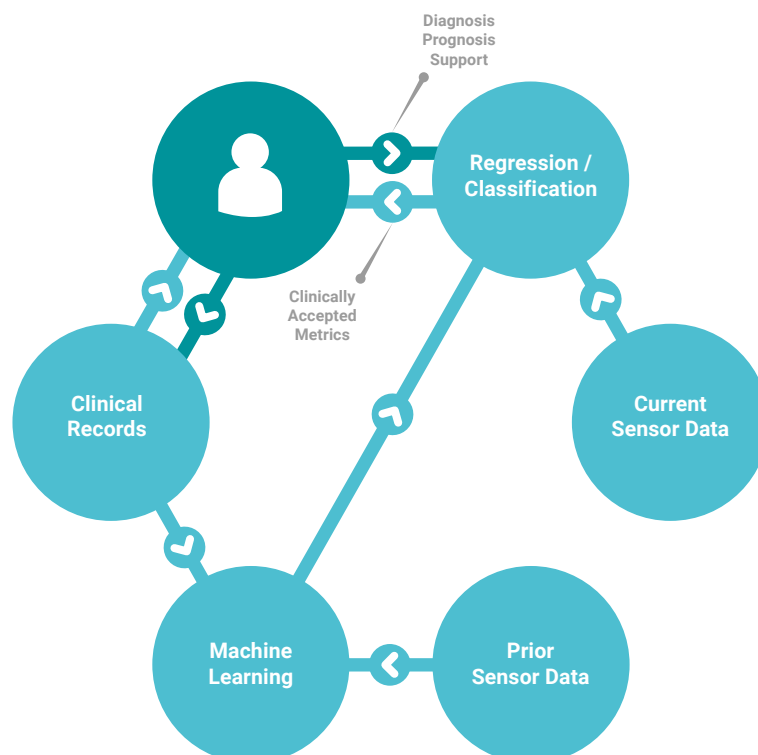 Diagnosis
Prognosis
Support
Regression /
Classification
Clinically
Accepted
Metrics
Clinical
Records
Current
Sensor Data
Machine
Learning
Prior
Sensor Data